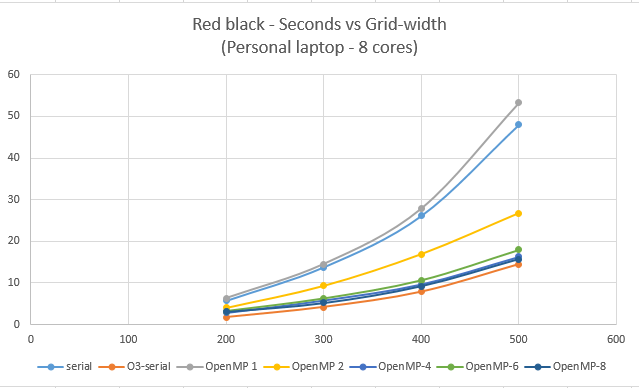 Red black - Seconds vs Grid-width
(Personal laptop - 8 cores)
60
50
40
30
20
10
0
0 100 200 300 400 500 600
serial O3-serial OpenMP 1 OpenMP 2 OpenMP-4 OpenMP-6 OpenMP-8